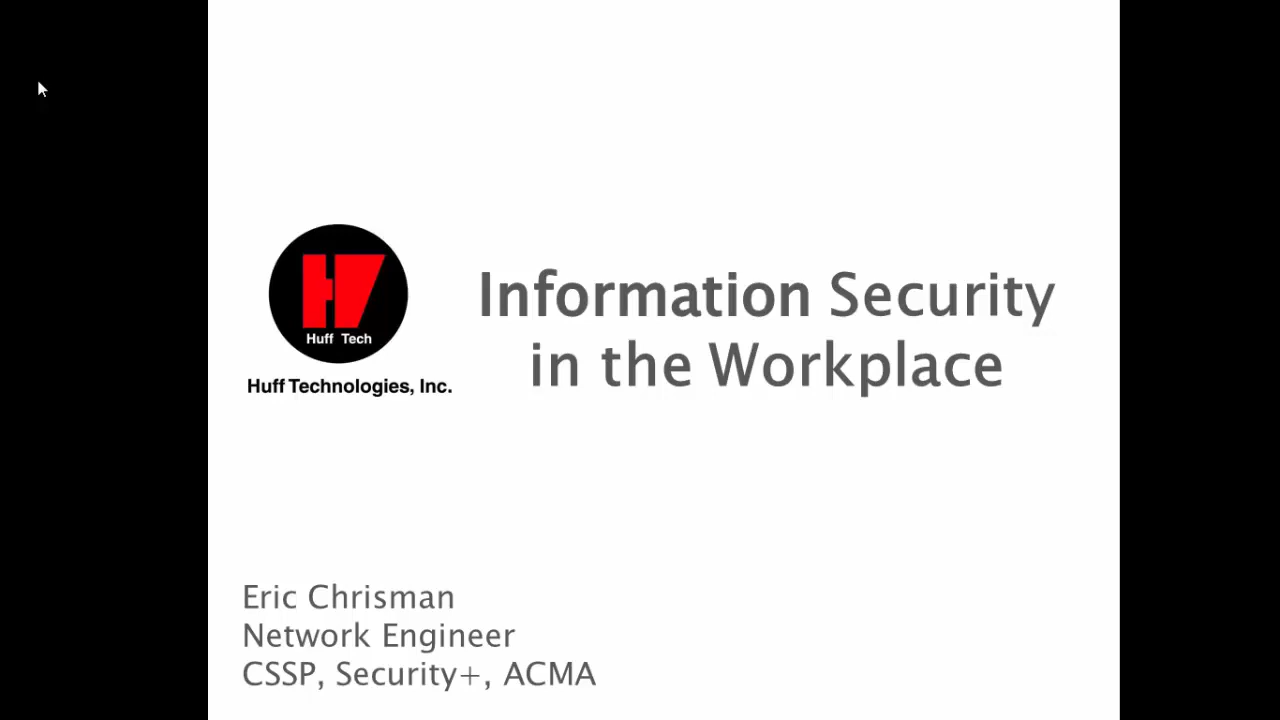 Huff Tech
Huff Technologies, Inc.
Information Security
in the Workplace
Eric Chrisman
Network Engineer
CSSP, Security+, ACMA